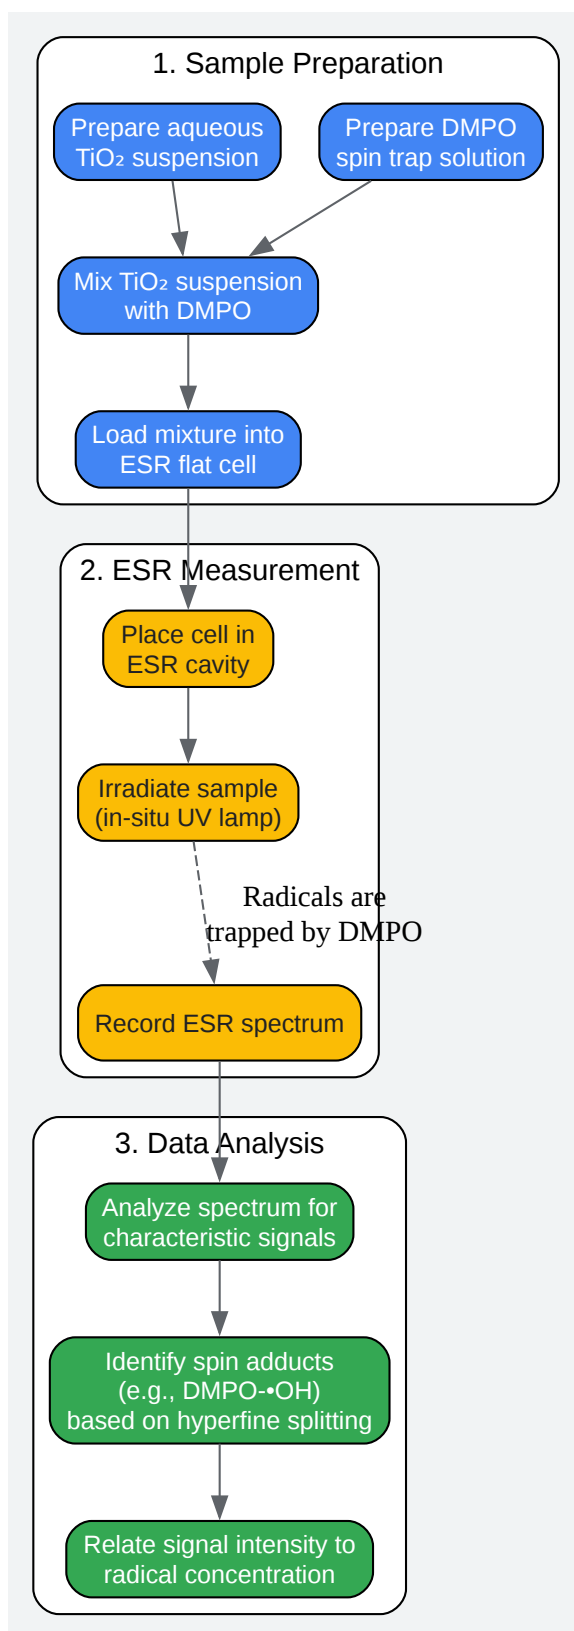 1. Sample Preparation
Prepare aqueous
TiO₂ suspension
Prepare DMPO
spin trap solution
Mix TiO₂ suspension
with DMPO
Load mixture into
ESR flat cell
2. ESR Measurement
Place cell in
ESR cavity
Irradiate sample
(in-situ UV lamp)
Radicals are
trapped by DMPO
Record ESR spectrum
3. Data Analysis
Analyze spectrum for
characteristic signals
Identify spin adducts
(e.g., DMPO-•OH)
based on hyperfine splitting
Relate signal intensity to
radical concentration